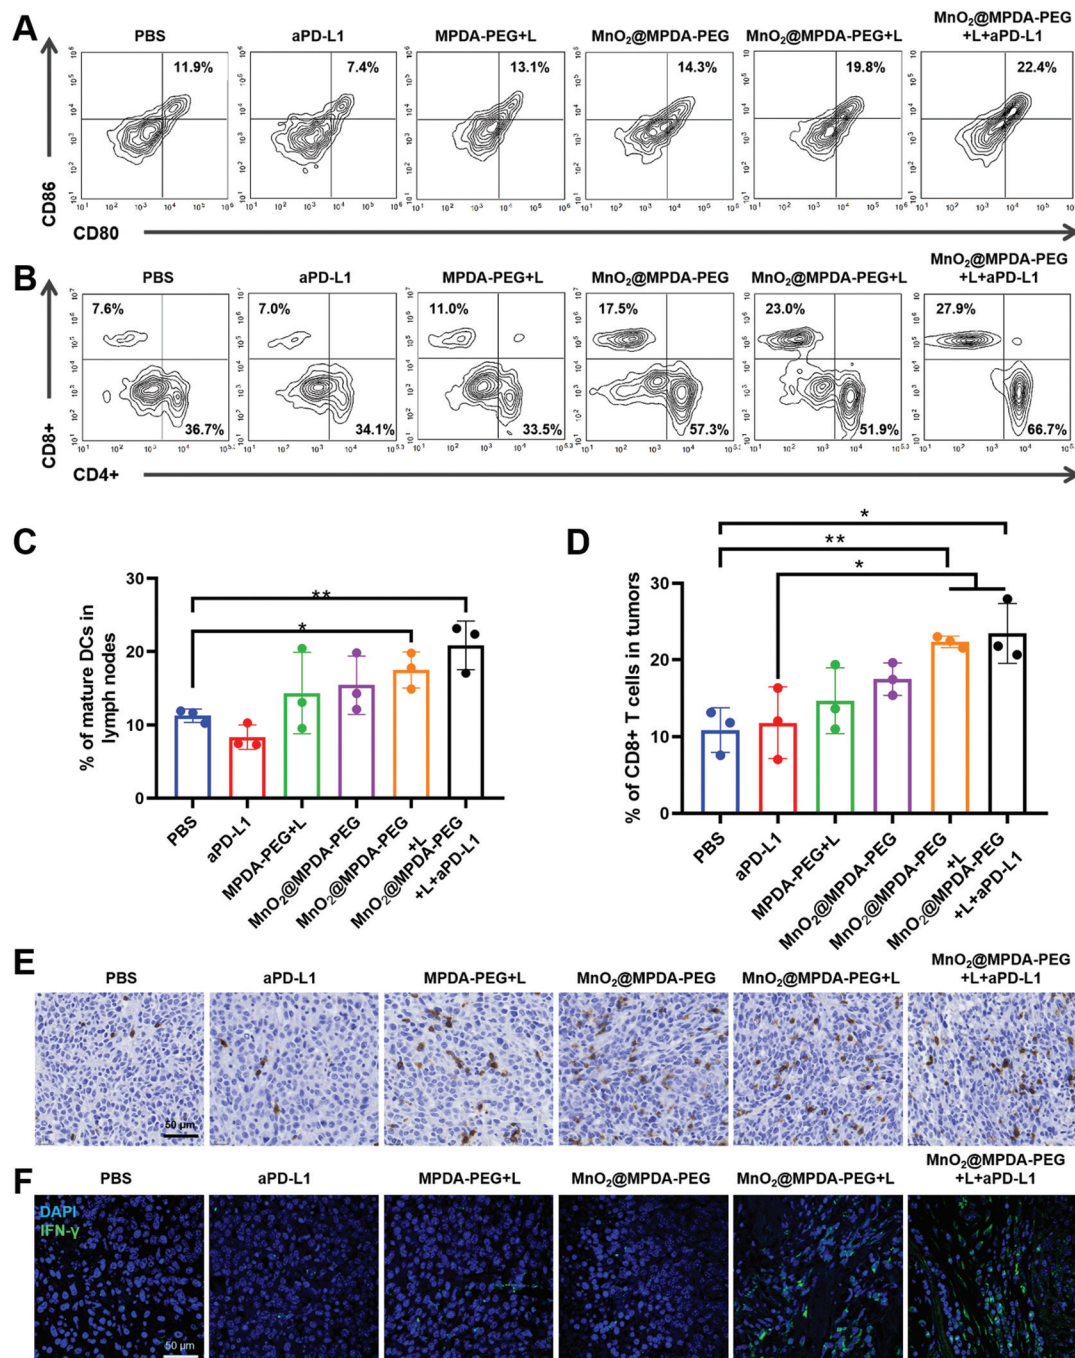 A
PBS
aPD-L1
MPDA-PEG+L
MnO₂@MPDA-PEG
MnO₂@MPDA-PEG+L
MnO₂@MPDA-PEG
+L+aPD-L1
11.9%
7.4%
13.1%
14.3%
19.8%
22.4%
CD86
CD80
B
PBS
aPD-L1
MPDA-PEG+L
MnO₂@MPDA-PEG
MnO₂@MPDA-PEG+L
MnO₂@MPDA-PEG
+L+aPD-L1
7.6%
7.0%
11.0%
17.5%
23.0%
27.9%
36.7%
34.1%
33.5%
57.3%
51.9%
66.7%
CD8+
CD4+
C
% of mature DCs in
lymph nodes
30
20
10
0
**
*
PBS
aPD-L1
MPDA-PEG+L
MnO₂@MPDA-PEG
MnO₂@MPDA-PEG
+L
MnO₂@MPDA-PEG
+L+aPD-L1
D
% of CD8+ T cells in tumors
30
20
10
0
*
**
*
PBS
aPD-L1
MPDA-PEG+L
MnO₂@MPDA-PEG
MnO₂@MPDA-PEG
+L
MnO₂@MPDA-PEG
+L+aPD-L1
E
PBS
aPD-L1
MPDA-PEG+L
MnO₂@MPDA-PEG
MnO₂@MPDA-PEG+L
MnO₂@MPDA-PEG
+L+aPD-L1
50 μm
F
PBS
aPD-L1
MPDA-PEG+L
MnO₂@MPDA-PEG
MnO₂@MPDA-PEG+L
MnO₂@MPDA-PEG
+L+aPD-L1
DAPI
IFN-γ
50 μm